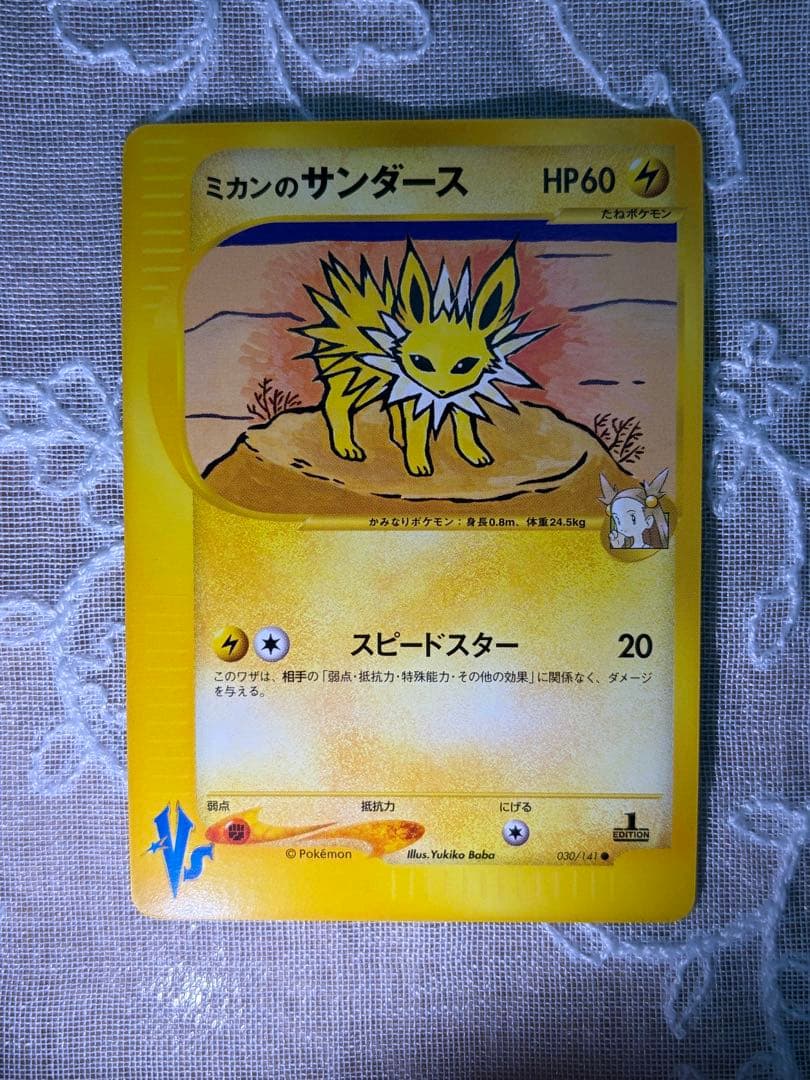 ミカンのサンダース HP60
たねポケモン
かみなりポケモン：身長0.8m、体重24.5kg
スピードスター 20
このワザは、相手の「弱点・抵抗力・特殊能力・その他の効果」に関係なく、ダメージ
を与える。
弱点 抵抗力 にげる
1
EDITION
VS
© Pokémon Illus.Yukiko Baba 030/141